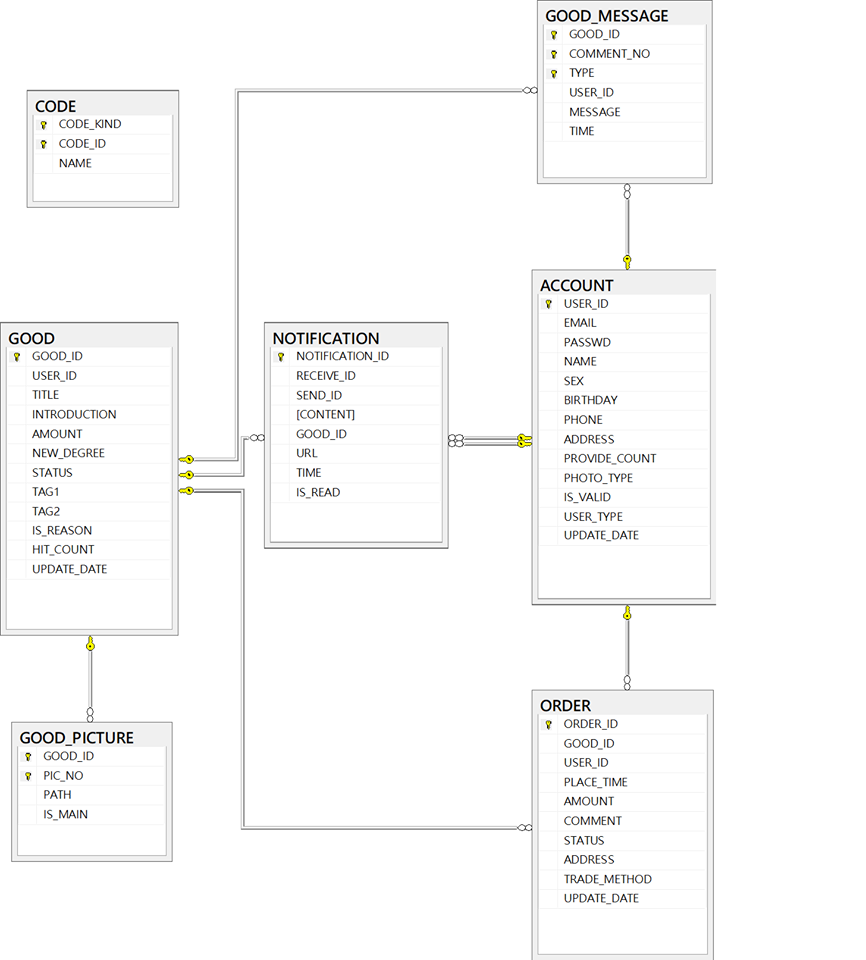 GOOD_MESSAGE
GOOD_ID
COMMENT_NO
TYPE
USER_ID
MESSAGE
TIME
CODE
CODE_KIND
CODE_ID
NAME
ACCOUNT
USER_ID
EMAIL
PASSWD
NAME
SEX
BIRTHDAY
PHONE
ADDRESS
PROVIDE_COUNT
PHOTO_TYPE
IS_VALID
USER_TYPE
UPDATE_DATE
GOOD
GOOD_ID
USER_ID
TITLE
INTRODUCTION
AMOUNT
NEW_DEGREE
STATUS
TAG1
TAG2
IS_REASON
HIT_COUNT
UPDATE_DATE
NOTIFICATION
NOTIFICATION_ID
RECEIVE_ID
SEND_ID
[CONTENT]
GOOD_ID
URL
TIME
IS_READ
ORDER
ORDER_ID
GOOD_ID
USER_ID
PLACE_TIME
AMOUNT
COMMENT
STATUS
ADDRESS
TRADE_METHOD
UPDATE_DATE
GOOD_PICTURE
GOOD_ID
PIC_NO
PATH
IS_MAIN